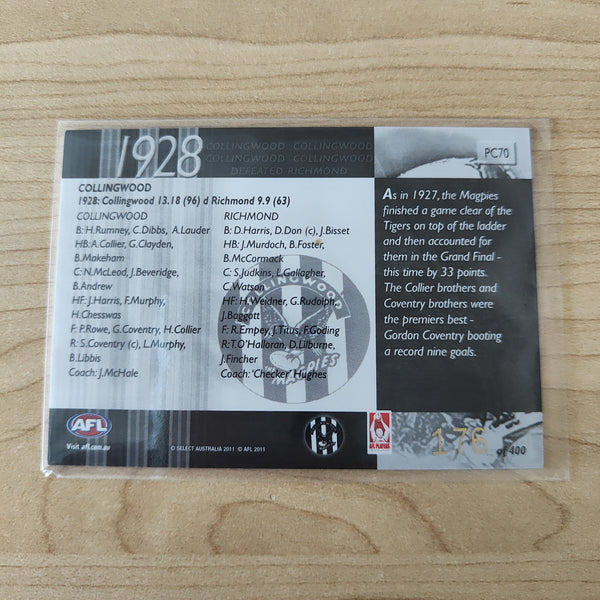 1928
COLLINGWOOD COLLINGWOOD
COLLINGWOOD COLLINGWOOD
DEFEATED RICHMOND
PC70
COLLINGWOOD
1928: Collingwood 13.18 (96) d Richmond 9.9 (63)
COLLINGWOOD
B: H.Rumney, C.Dibbs, A.Lauder
HB: A.Collier, G.Clayden,
B.Makeham
C: N.McLeod, J.Beveridge,
B.Andrew
HF: J.Harris, F.Murphy,
H.Chesswas
F: P.Rowe, G.Coventry, H.Collier
R: S.Coventry (c), L.Murphy,
B.Libbis
Coach: J.McHale
RICHMOND
B: D.Harris, D.Don (c), J.Bisset
HB: J.Murdoch, B.Foster,
B.McCormack
C: S.Judkins, L.Gallagher,
C.Watson
HF: H.Weidner, G.Rudolph,
J.Baggott
F: R.Empey, J.Titus, F.Goding
R: T.O'Halloran, D.Lilburne,
J.Fincher
Coach: 'Checker' Hughes
COLLINGWOOD
MAGPIES
As in 1927, the Magpies
finished a game clear of the
Tigers on top of the ladder
and then accounted for
them in the Grand Final -
this time by 33 points.
The Collier brothers and
Coventry brothers were
the premiers best -
Gordon Coventry booting
a record nine goals.
AFL
Visit afl.com.au
© SELECT AUSTRALIA 2011 © AFL 2011
AFL PLAYERS
176 of 400